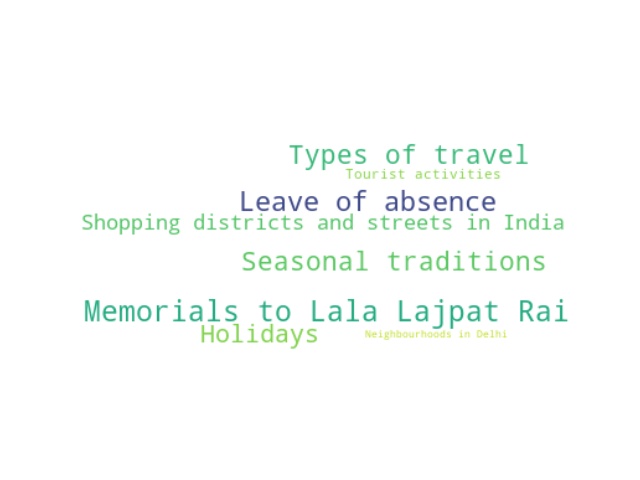 Types of travel
Tourist activities
Leave of absence
Shopping districts and streets in India
Seasonal traditions
Memorials to Lala Lajpat Rai
Holidays
Neighbourhoods in Delhi